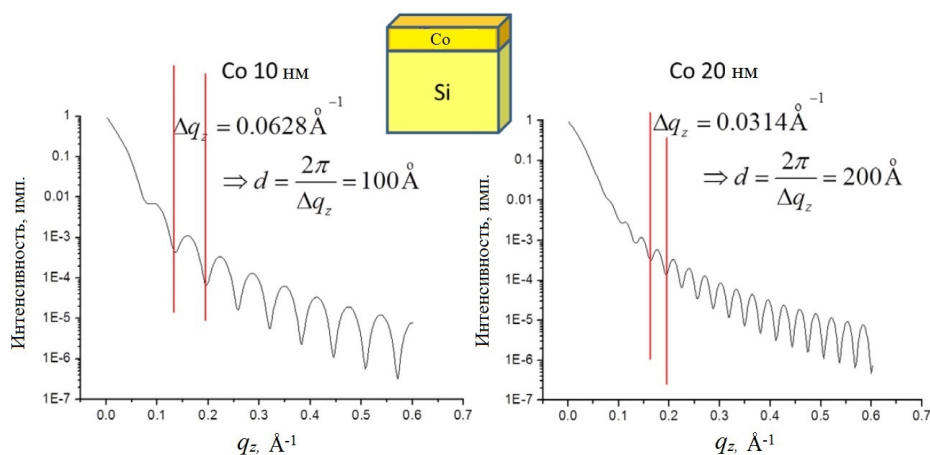 Co 10 нм
Co
Si
Co 20 нм
Δq_z = 0.0628 Å⁻¹
⇒ d = 2π / Δq_z = 100 Å
Δq_z = 0.0314 Å⁻¹
⇒ d = 2π / Δq_z = 200 Å
Интенсивность, имп.
1
0.1
0.01
1E-3
1E-4
1E-5
1E-6
1E-7
0.0 0.1 0.2 0.3 0.4 0.5 0.6 0.7
q_z, Å⁻¹
Интенсивность, имп.
1
0.1
0.01
1E-3
1E-4
1E-5
1E-6
1E-7
0.0 0.1 0.2 0.3 0.4 0.5 0.6 0.7
q_z, Å⁻¹